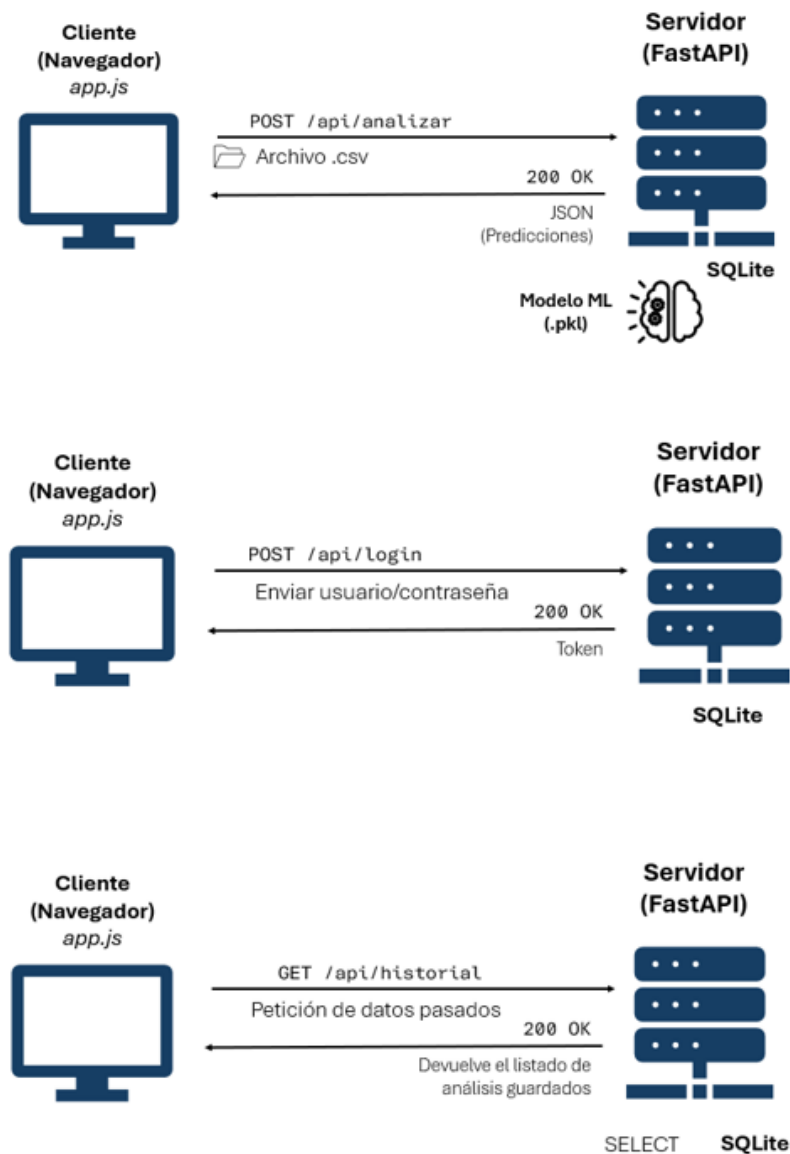 Cliente
(Navegador)
app.js
Servidor
(FastAPI)
POST /api/analizar
Archivo .csv
200 OK
JSON
(Predicciones)
SQLite
Modelo ML
(.pkl)
Cliente
(Navegador)
app.js
Servidor
(FastAPI)
POST /api/login
Enviar usuario/contraseña
200 OK
Token
SQLite
Cliente
(Navegador)
app.js
Servidor
(FastAPI)
GET /api/historial
Petición de datos pasados
200 OK
Devuelve el listado de
análisis guardados
SELECT SQLite